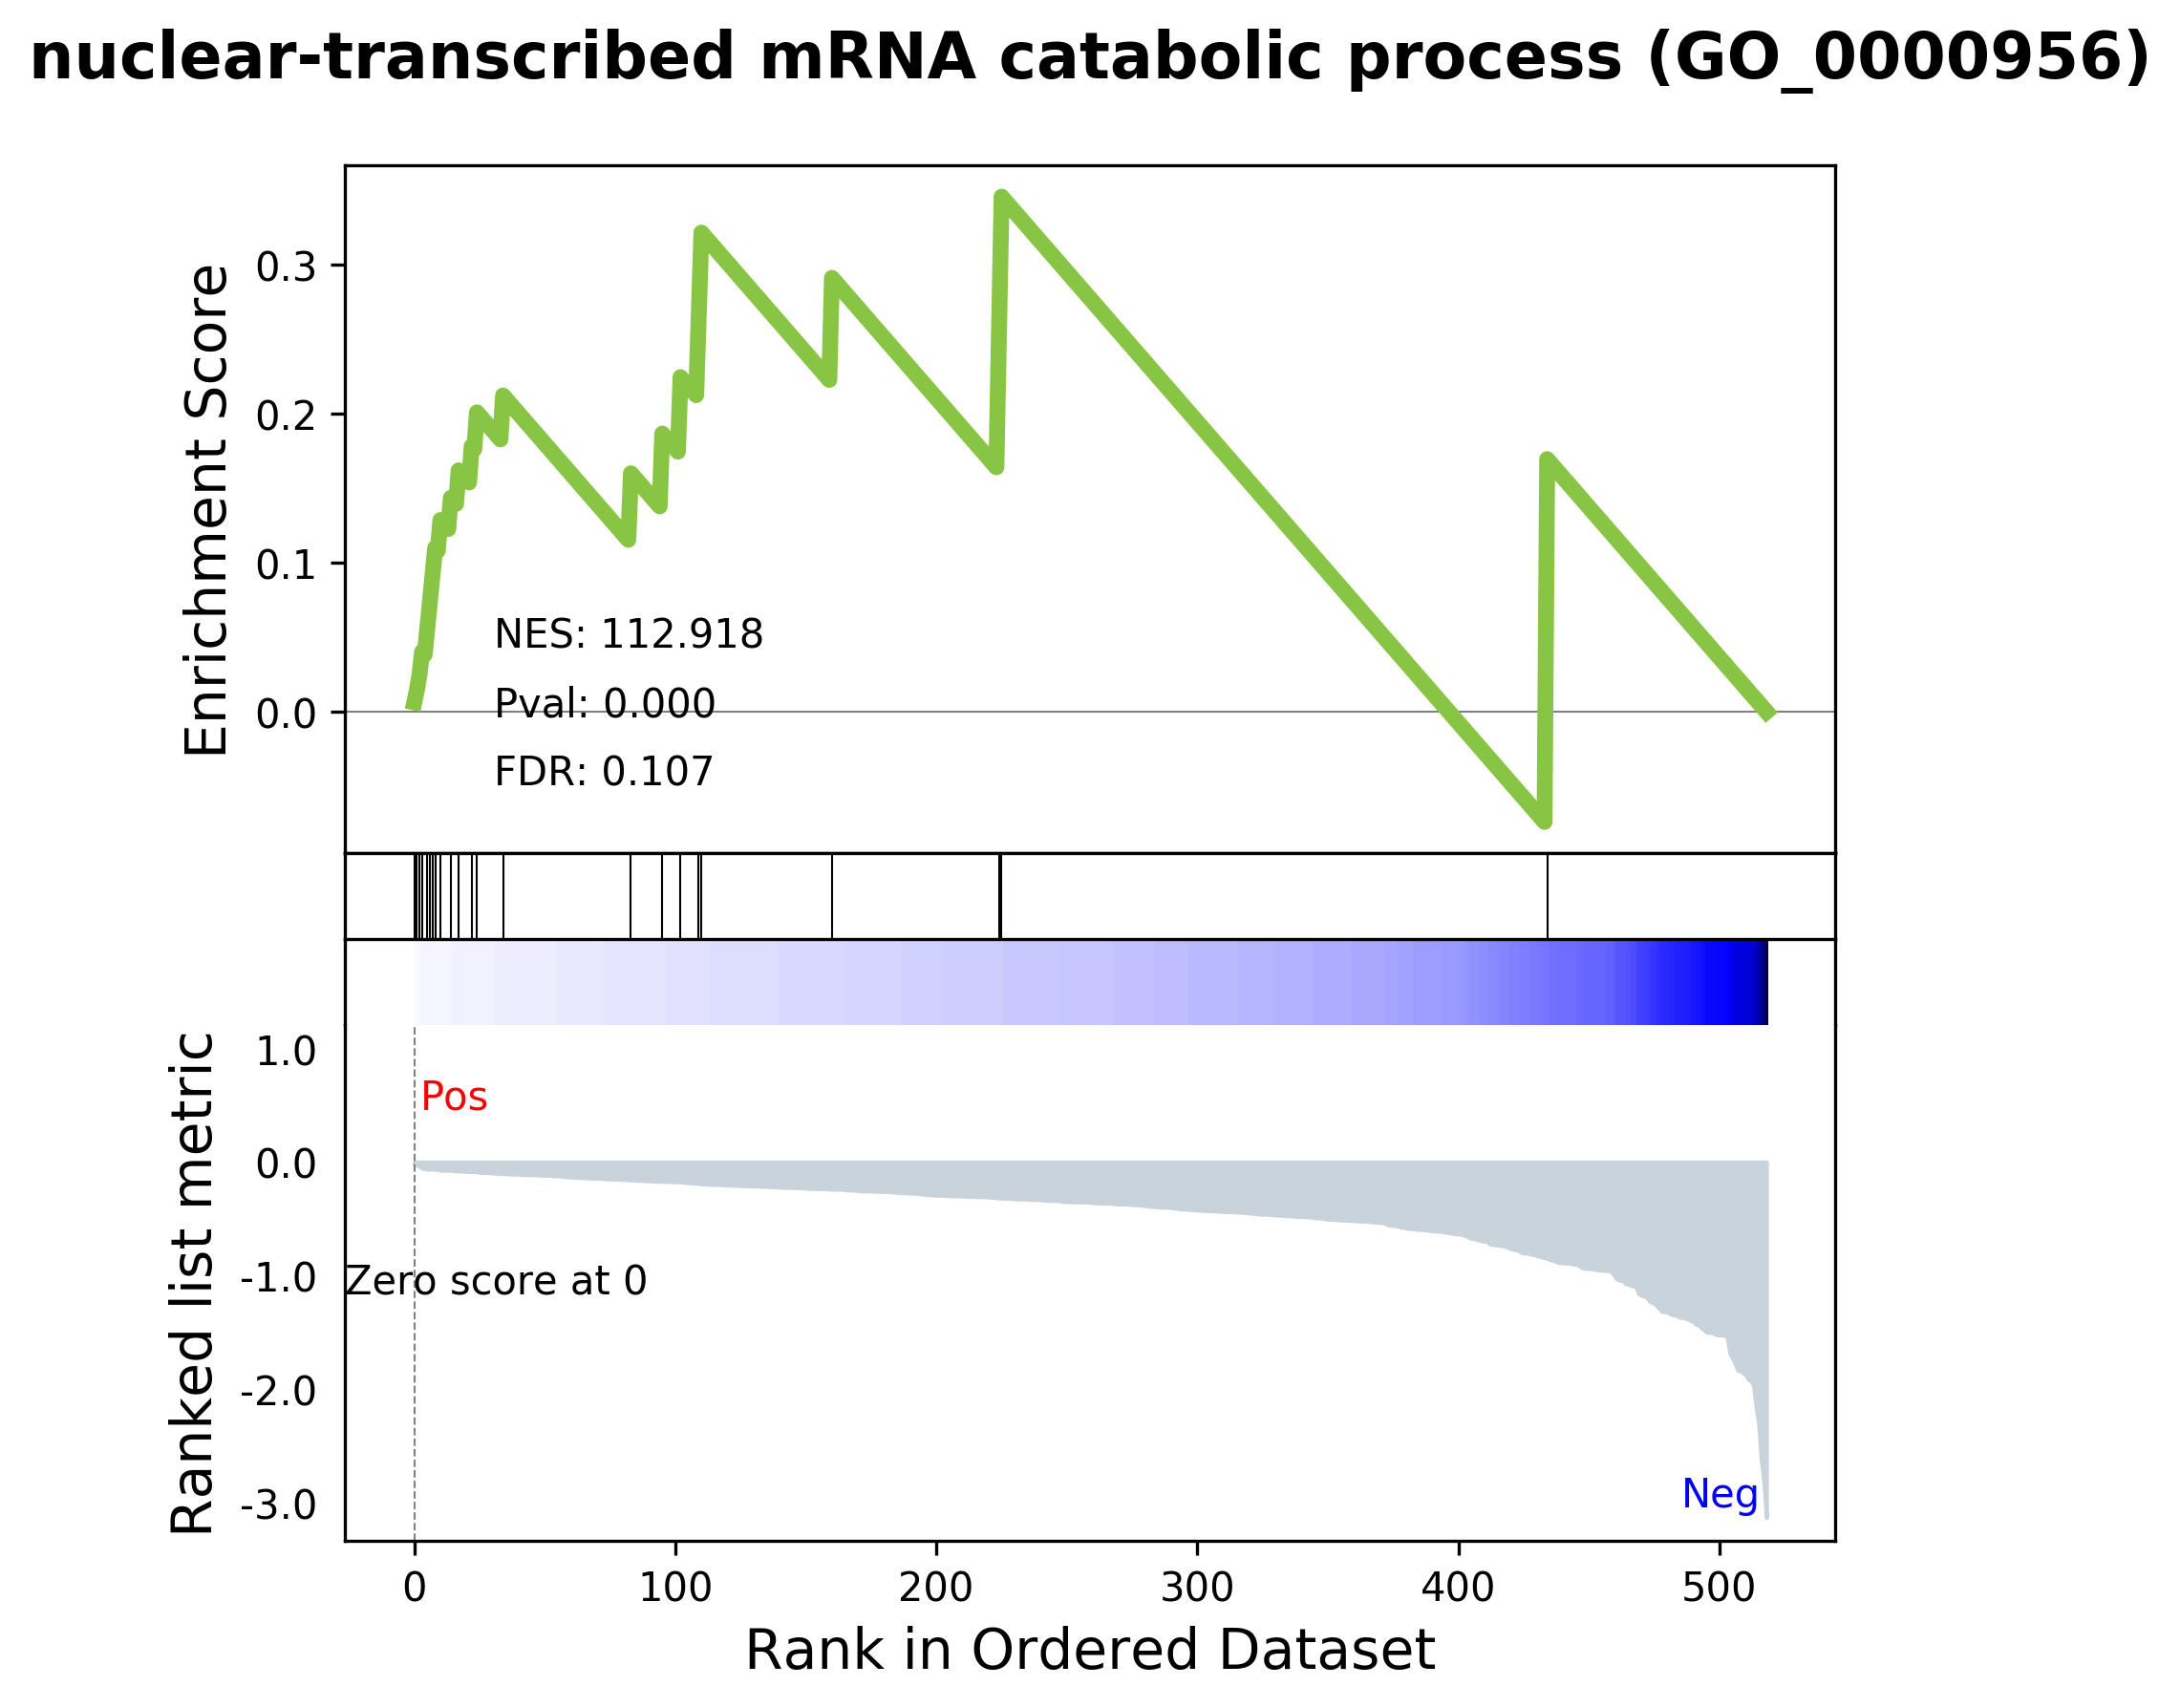 nuclear-transcribed mRNA catabolic process (GO_0000956)
Enrichment Score
0.3
0.2
0.1
0.0
NES: 112.918
Pval: 0.000
FDR: 0.107
Ranked list metric
1.0
0.0
-1.0
-2.0
-3.0
Pos
Zero score at 0
Neg
0 100 200 300 400 500
Rank in Ordered Dataset